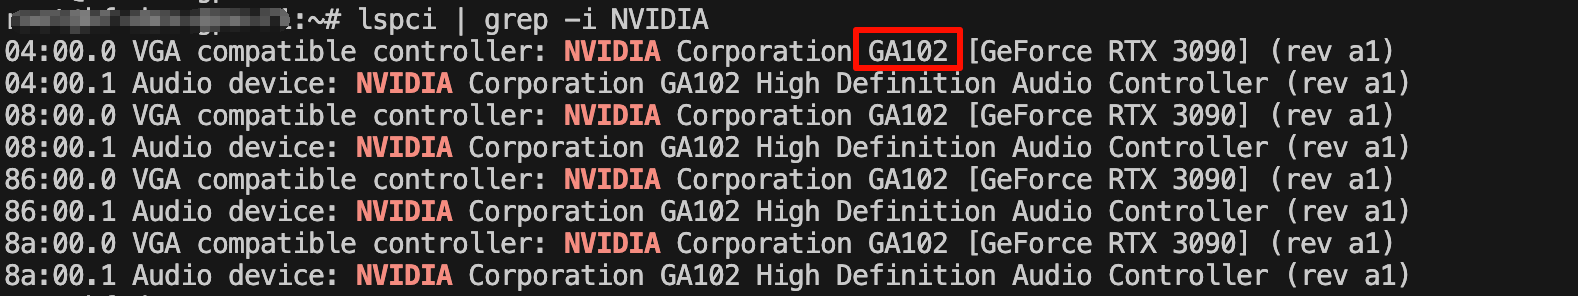 :~# lspci | grep -i NVIDIA
04:00.0 VGA compatible controller: NVIDIA Corporation GA102 [GeForce RTX 3090] (rev a1)
04:00.1 Audio device: NVIDIA Corporation GA102 High Definition Audio Controller (rev a1)
08:00.0 VGA compatible controller: NVIDIA Corporation GA102 [GeForce RTX 3090] (rev a1)
08:00.1 Audio device: NVIDIA Corporation GA102 High Definition Audio Controller (rev a1)
86:00.0 VGA compatible controller: NVIDIA Corporation GA102 [GeForce RTX 3090] (rev a1)
86:00.1 Audio device: NVIDIA Corporation GA102 High Definition Audio Controller (rev a1)
8a:00.0 VGA compatible controller: NVIDIA Corporation GA102 [GeForce RTX 3090] (rev a1)
8a:00.1 Audio device: NVIDIA Corporation GA102 High Definition Audio Controller (rev a1)